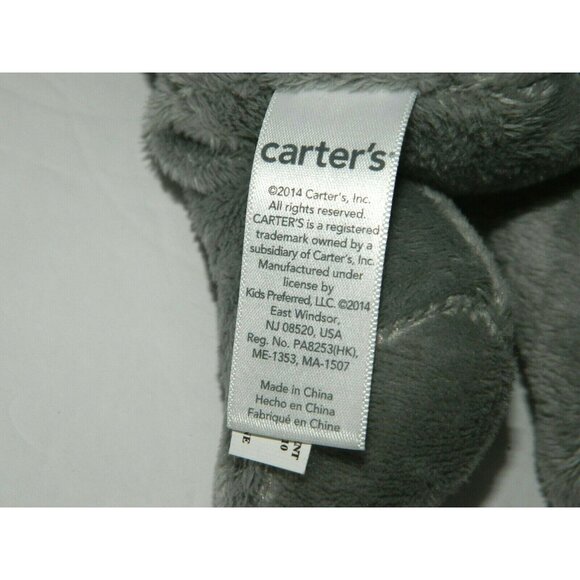 carter's
©2014 Carter's, Inc.
All rights reserved.
CARTER'S is a registered
trademark owned by a
subsidiary of Carter's, Inc.
Manufactured under
license by
Kids Preferred, LLC. ©2014
East Windsor,
NJ 08520, USA
Reg. No. PA8253(HK),
ME-1353, MA-1507
Made in China
Hecho en China
Fabriqué en Chine